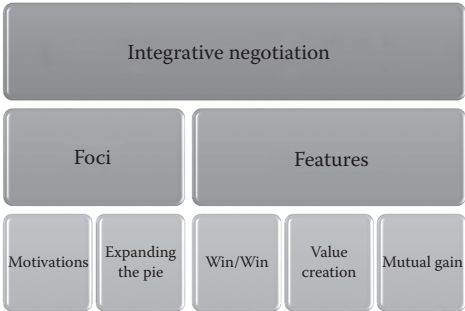 Integrative negotiation
Foci
Features
Motivations
Expanding
the pie
Win/Win
Value
creation
Mutual gain